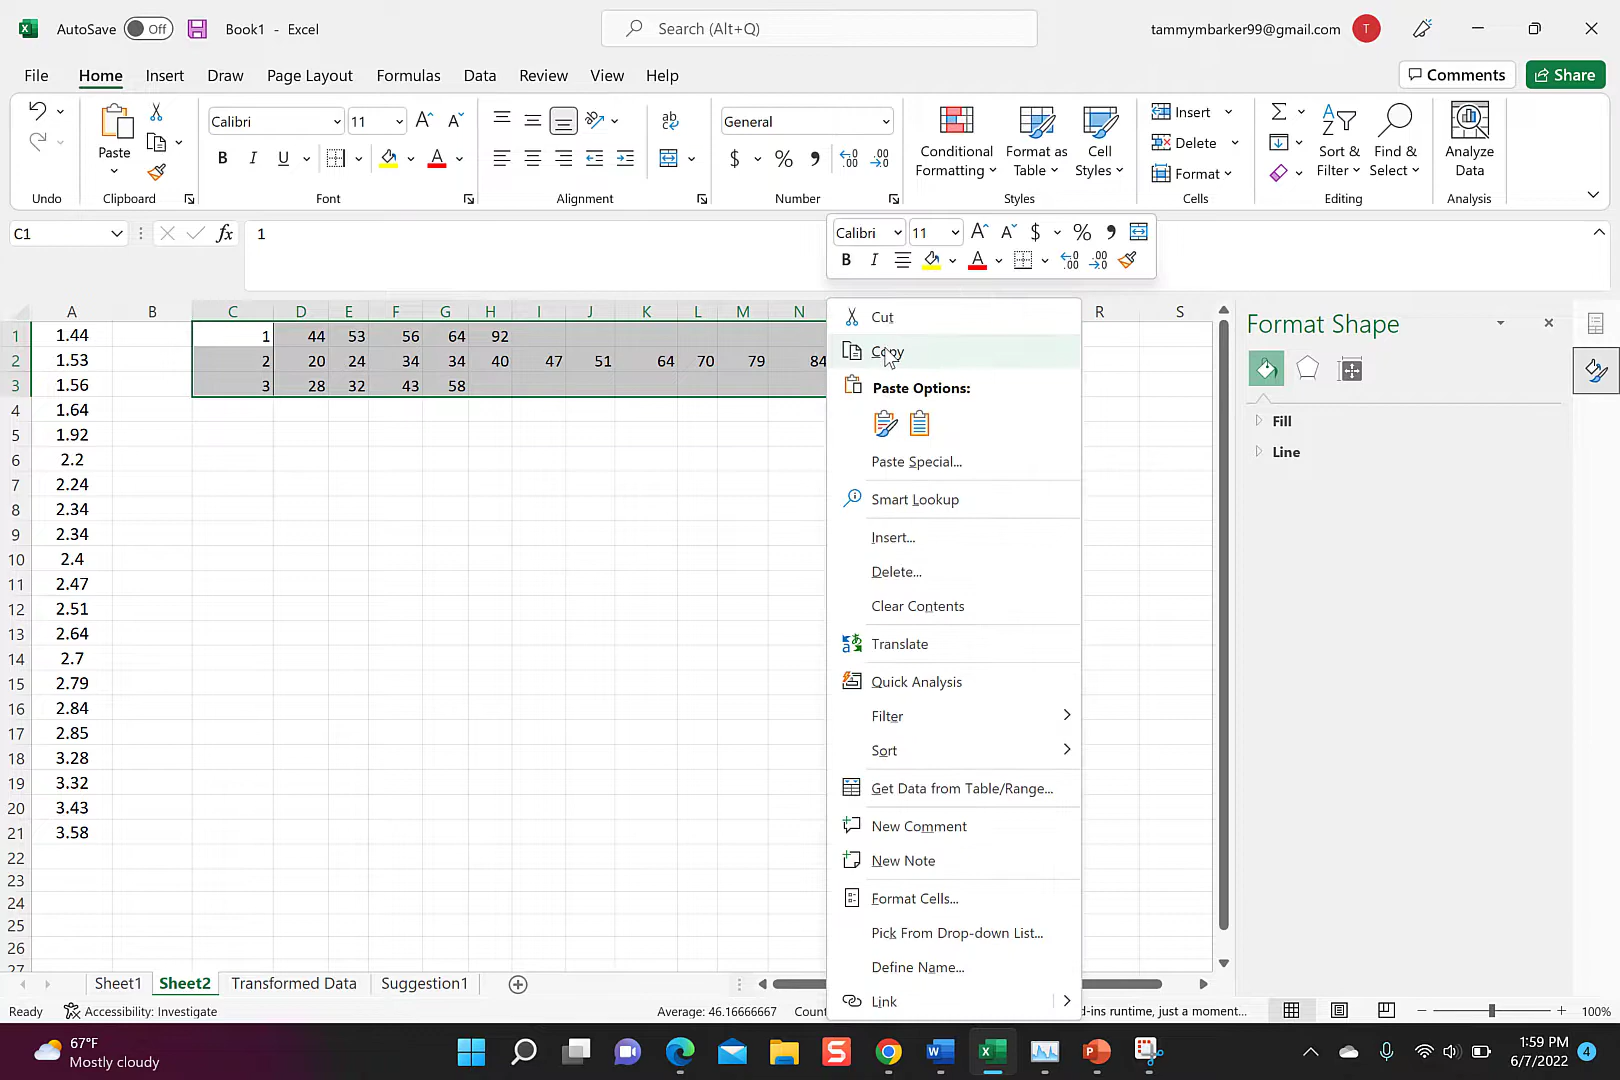 AutoSave Off Book1 - Excel Search (Alt+Q) tammymbarker99@gmail.com T
File Home Insert Draw Page Layout Formulas Data Review View Help Comments Share
Calibri 11 General Insert
Paste Conditional Formatting Format as Table Cell Styles Delete Sort & Filter Find & Select Analyze Data
B I U A $ % Format
Undo Clipboard Font Alignment Number Styles Cells Editing Analysis
C1 fx 1 Calibri 11 $ %
B I A
A B C D E F G H I J K L M N R S
1 1.44 1 44 53 56 64 92
2 1.53 2 20 24 34 34 40 47 51 64 70 79 84
3 1.56 3 28 32 43 58
4 1.64
5 1.92
6 2.2
7 2.24
8 2.34
9 2.34
10 2.4
11 2.47
12 2.51
13 2.64
14 2.7
15 2.79
16 2.84
17 2.85
18 3.28
19 3.32
20 3.43
21 3.58
22
23
24
25
26
27
Cut
Copy
Paste Options:
Paste Special...
Smart Lookup
Insert...
Delete...
Clear Contents
Translate
Quick Analysis
Filter
Sort
Get Data from Table/Range...
New Comment
New Note
Format Cells...
Pick From Drop-down List...
Define Name...
Link
Format Shape
Fill
Line
Sheet1 Sheet2 Transformed Data Suggestion1
Ready Accessibility: Investigate Average: 46.16666667 Count d-ins runtime, just a moment... 100%
67°F
Mostly cloudy
1:59 PM
6/7/2022 4